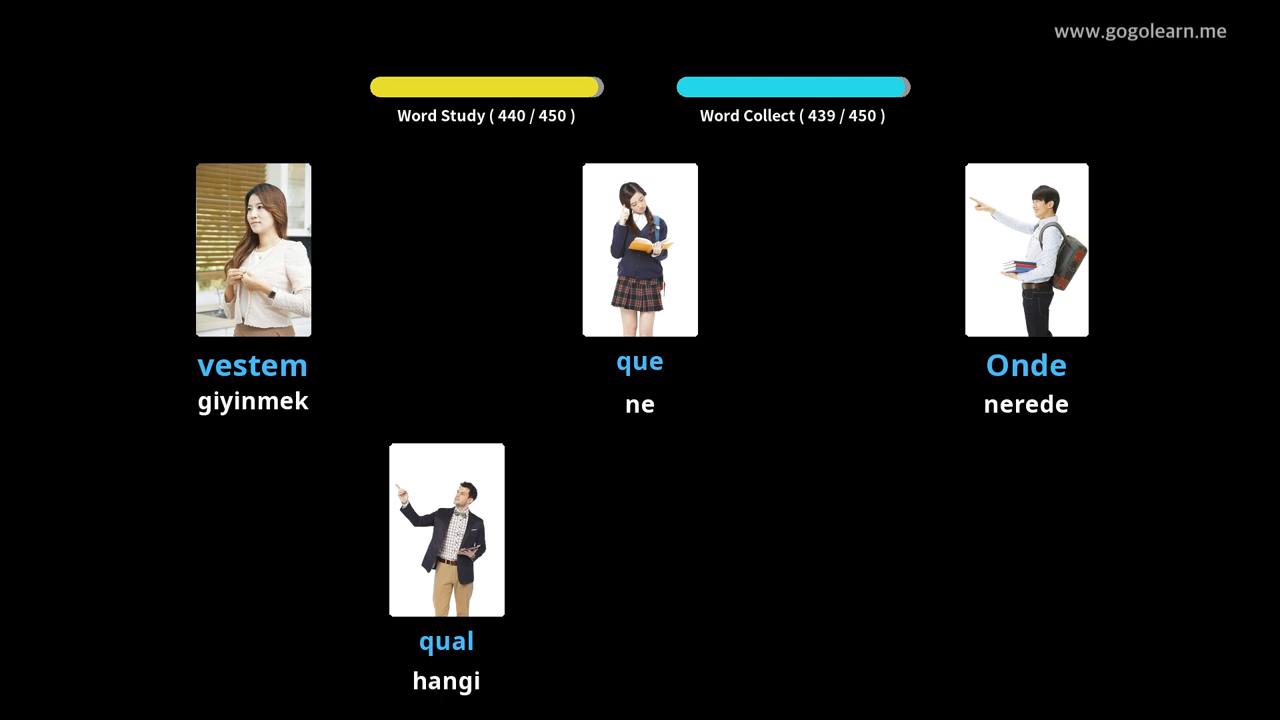 www.gogolearn.me
Word Study ( 440 / 450 )
Word Collect ( 439 / 450 )
vestem
giyinmek
que
ne
Onde
nerede
qual
hangi